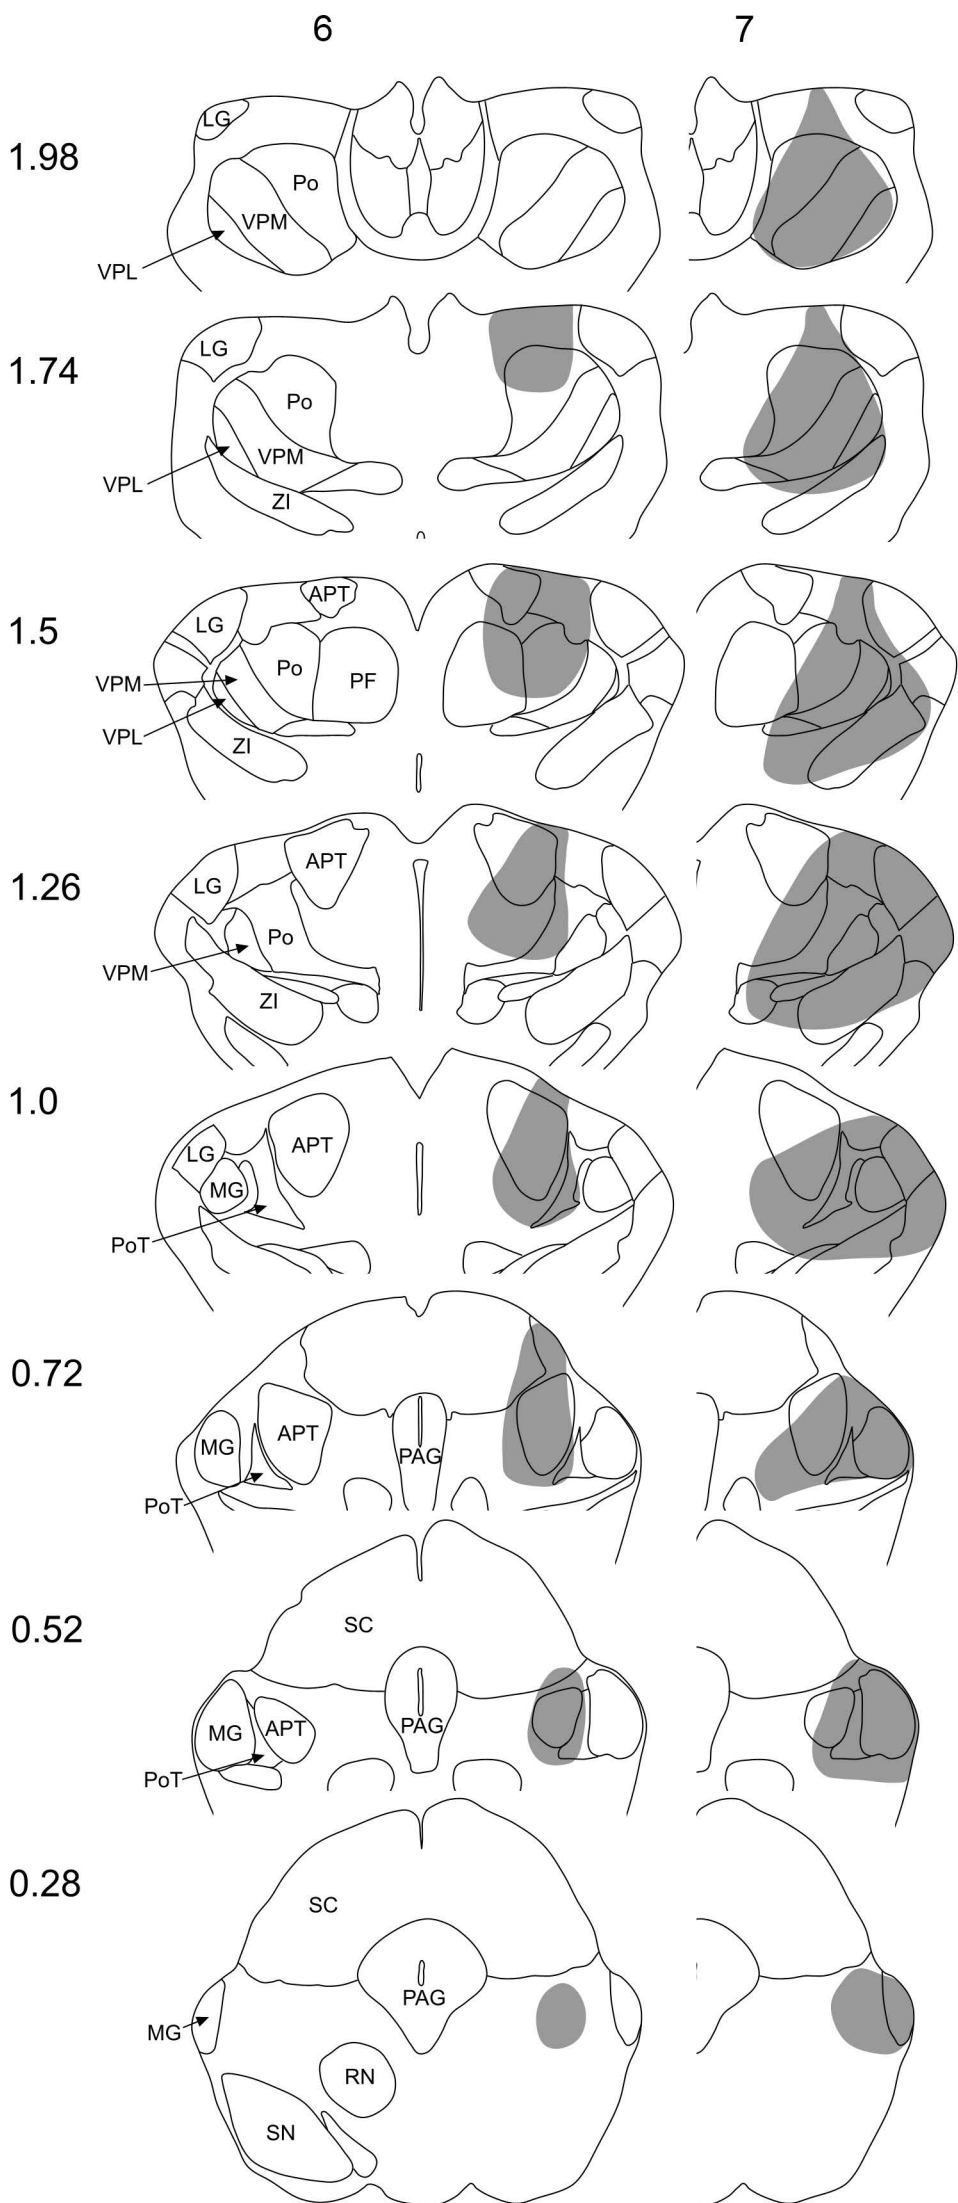 6 7
1.98
LG
Po
VPM
VPL
1.74
LG
Po
VPM
VPL
ZI
1.5
APT
LG
Po
PF
VPM
VPL
ZI
1.26
APT
LG
Po
VPM
ZI
1.0
APT
LG
MG
PoT
0.72
APT
MG
PAG
PoT
0.52
SC
MG
APT
PAG
PoT
0.28
SC
PAG
MG
RN
SN